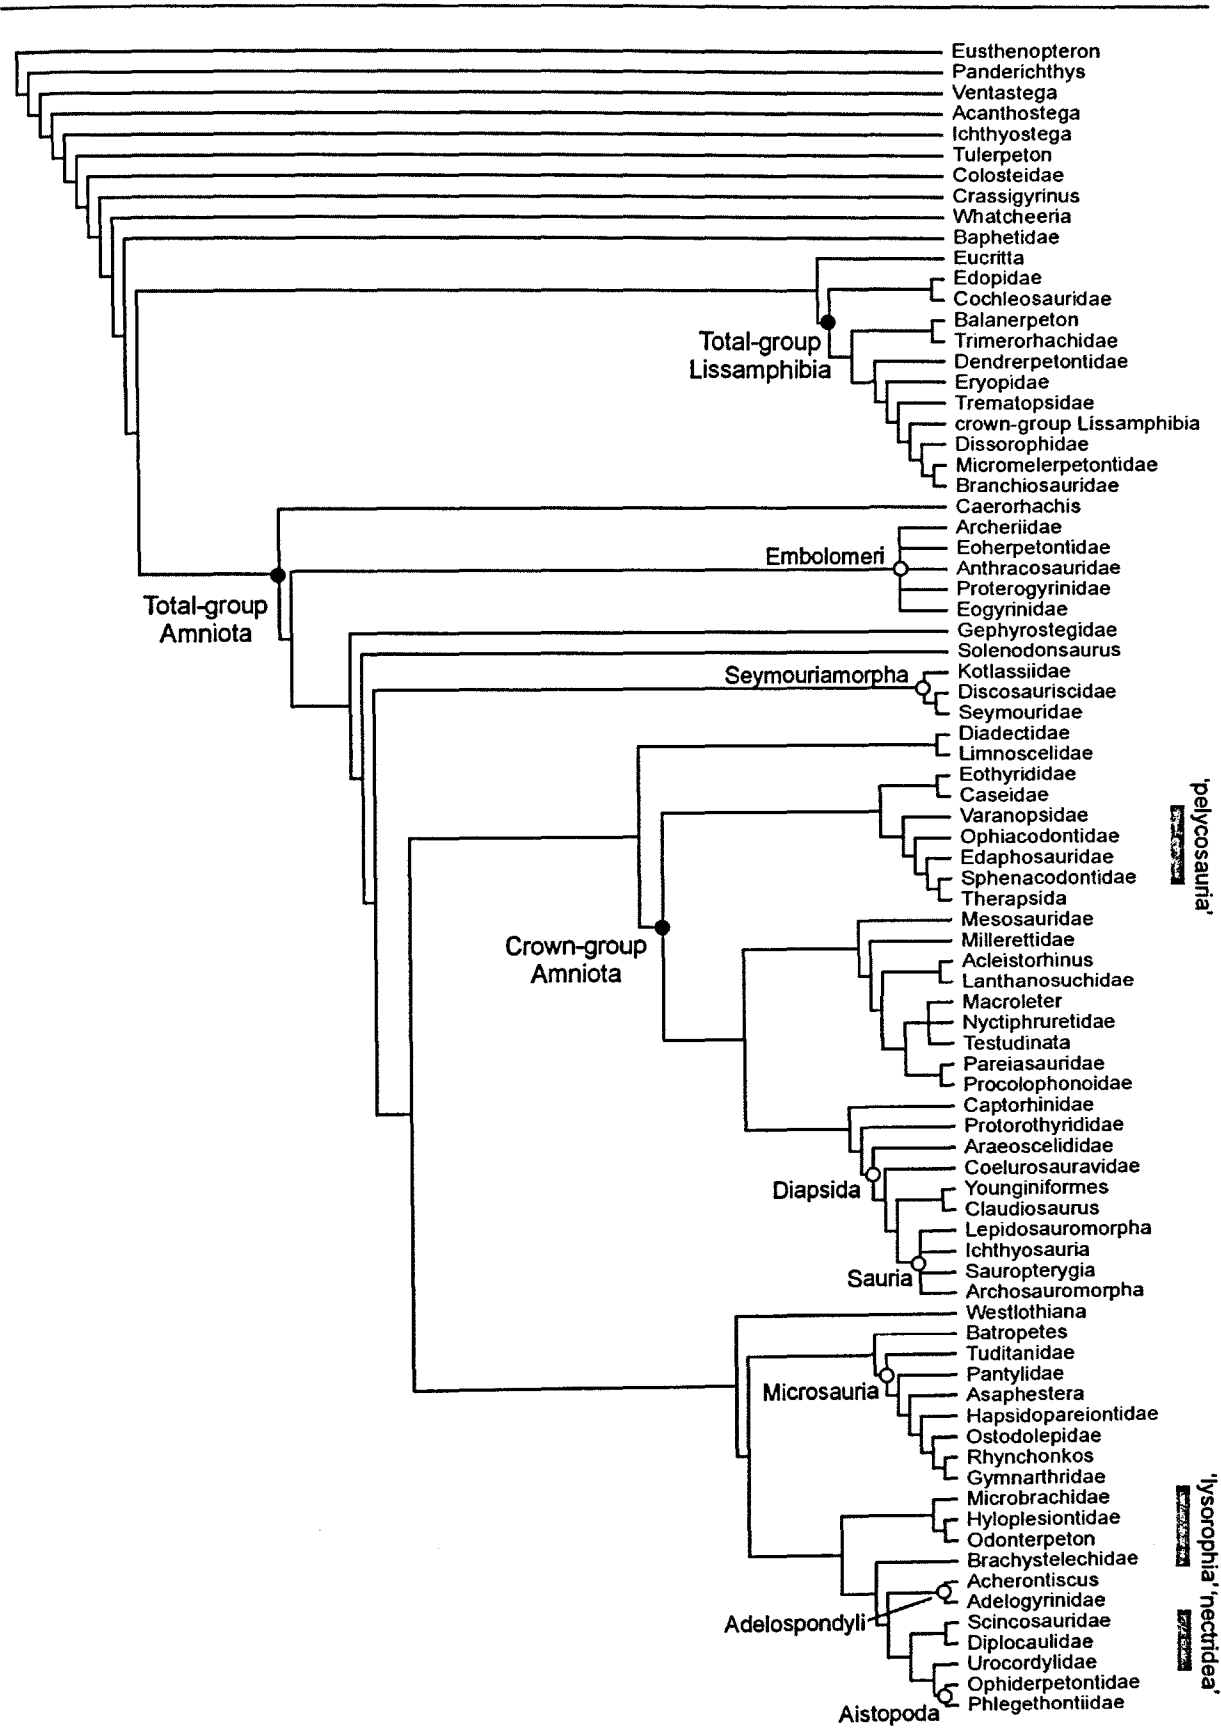 Eusthenopteron
Panderichthys
Ventastega
Acanthostega
Ichthyostega
Tulerpeton
Colosteidae
Crassigyrinus
Whatcheeria
Baphetidae
Eucritta
Edopidae
Cochleosauridae
Balanerpeton
Trimerorhachidae
Total-group
Lissamphibia
Dendrerpetontidae
Eryopidae
Trematopsidae
crown-group Lissamphibia
Dissorophidae
Micromelerpetontidae
Branchiosauridae
Caerorhachis
Archeriidae
Eoherpetontidae
Embolomeri
Anthracosauridae
Proterogyrinidae
Eogyrinidae
Total-group
Amniota
Gephyrostegidae
Solenodonsaurus
Kotlassiidae
Seymouriamorpha
Discosauriscidae
Seymouridae
Diadectidae
Limnoscelidae
Eothyrididae
Caseidae
Varanopsidae
Ophiacodontidae
Edaphosauridae
Sphenacodontidae
Therapsida
'pelycosauria'
Mesosauridae
Millerettidae
Crown-group
Amniota
Acleistorhinus
Lanthanosuchidae
Macroleter
Nyctiphruretidae
Testudinata
Pareiasauridae
Procolophonoidae
Captorhinidae
Protorothyrididae
Araeoscelididae
Coelurosauravidae
Diapsida
Younginiformes
Claudiosaurus
Lepidosauromorpha
Ichthyosauria
Sauropterygia
Sauria
Archosauromorpha
Westlothiana
Batropetes
Tuditanidae
Pantylidae
Microsauria
Asaphestera
Hapsidopareiontidae
Ostodolepidae
Rhynchonkos
Gymnarthridae
Microbrachidae
Hyloplesiontidae
Odonterpeton
Brachystelechidae
'lysorophia' 'nectridea'
Acherontiscus
Adelogyrinidae
Adelospondyli
Scincosauridae
Diplocaulidae
Urocordylidae
Ophiderpetontidae
Phlegethontiidae
Aistopoda